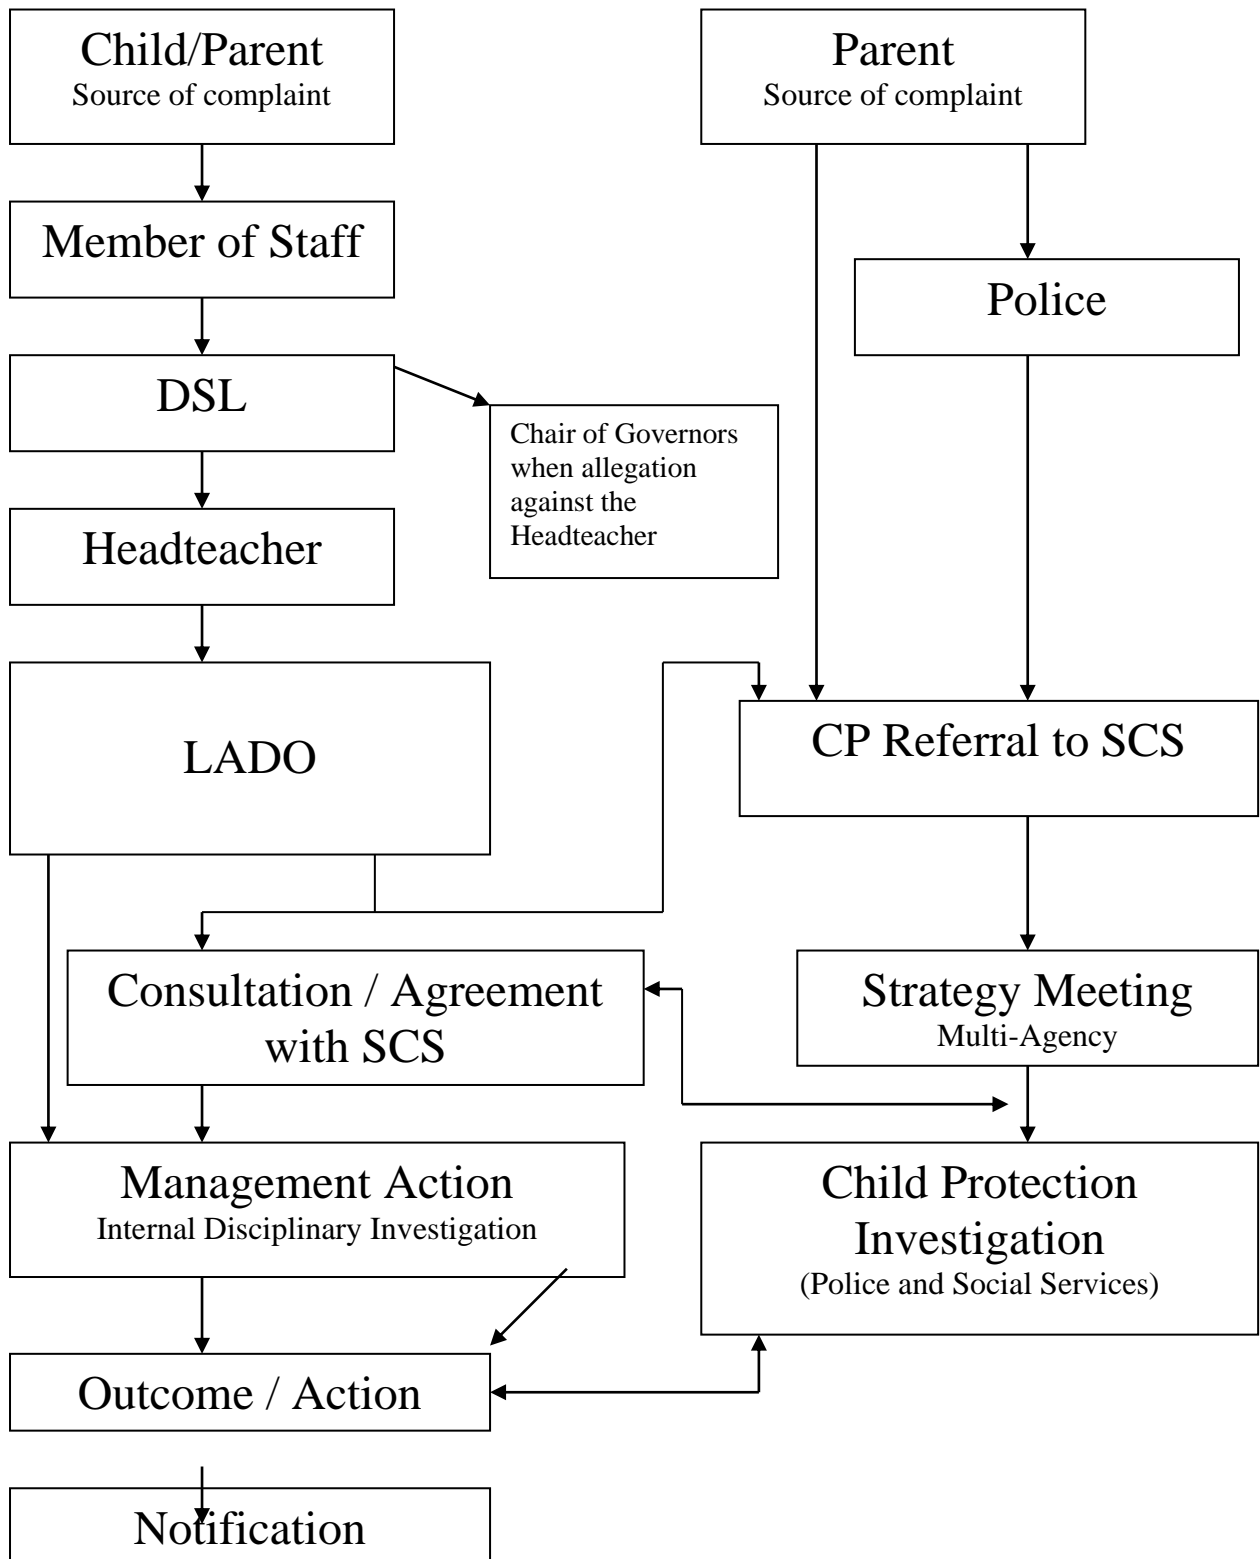 Child/Parent
Source of complaint
Parent
Source of complaint
Member of Staff
Police
DSL
Chair of Governors
when allegation
against the
Headteacher
Headteacher
LADO
CP Referral to SCS
Consultation / Agreement
with SCS
Strategy Meeting
Multi-Agency
Management Action
Internal Disciplinary Investigation
Child Protection
Investigation
(Police and Social Services)
Outcome / Action
Notification